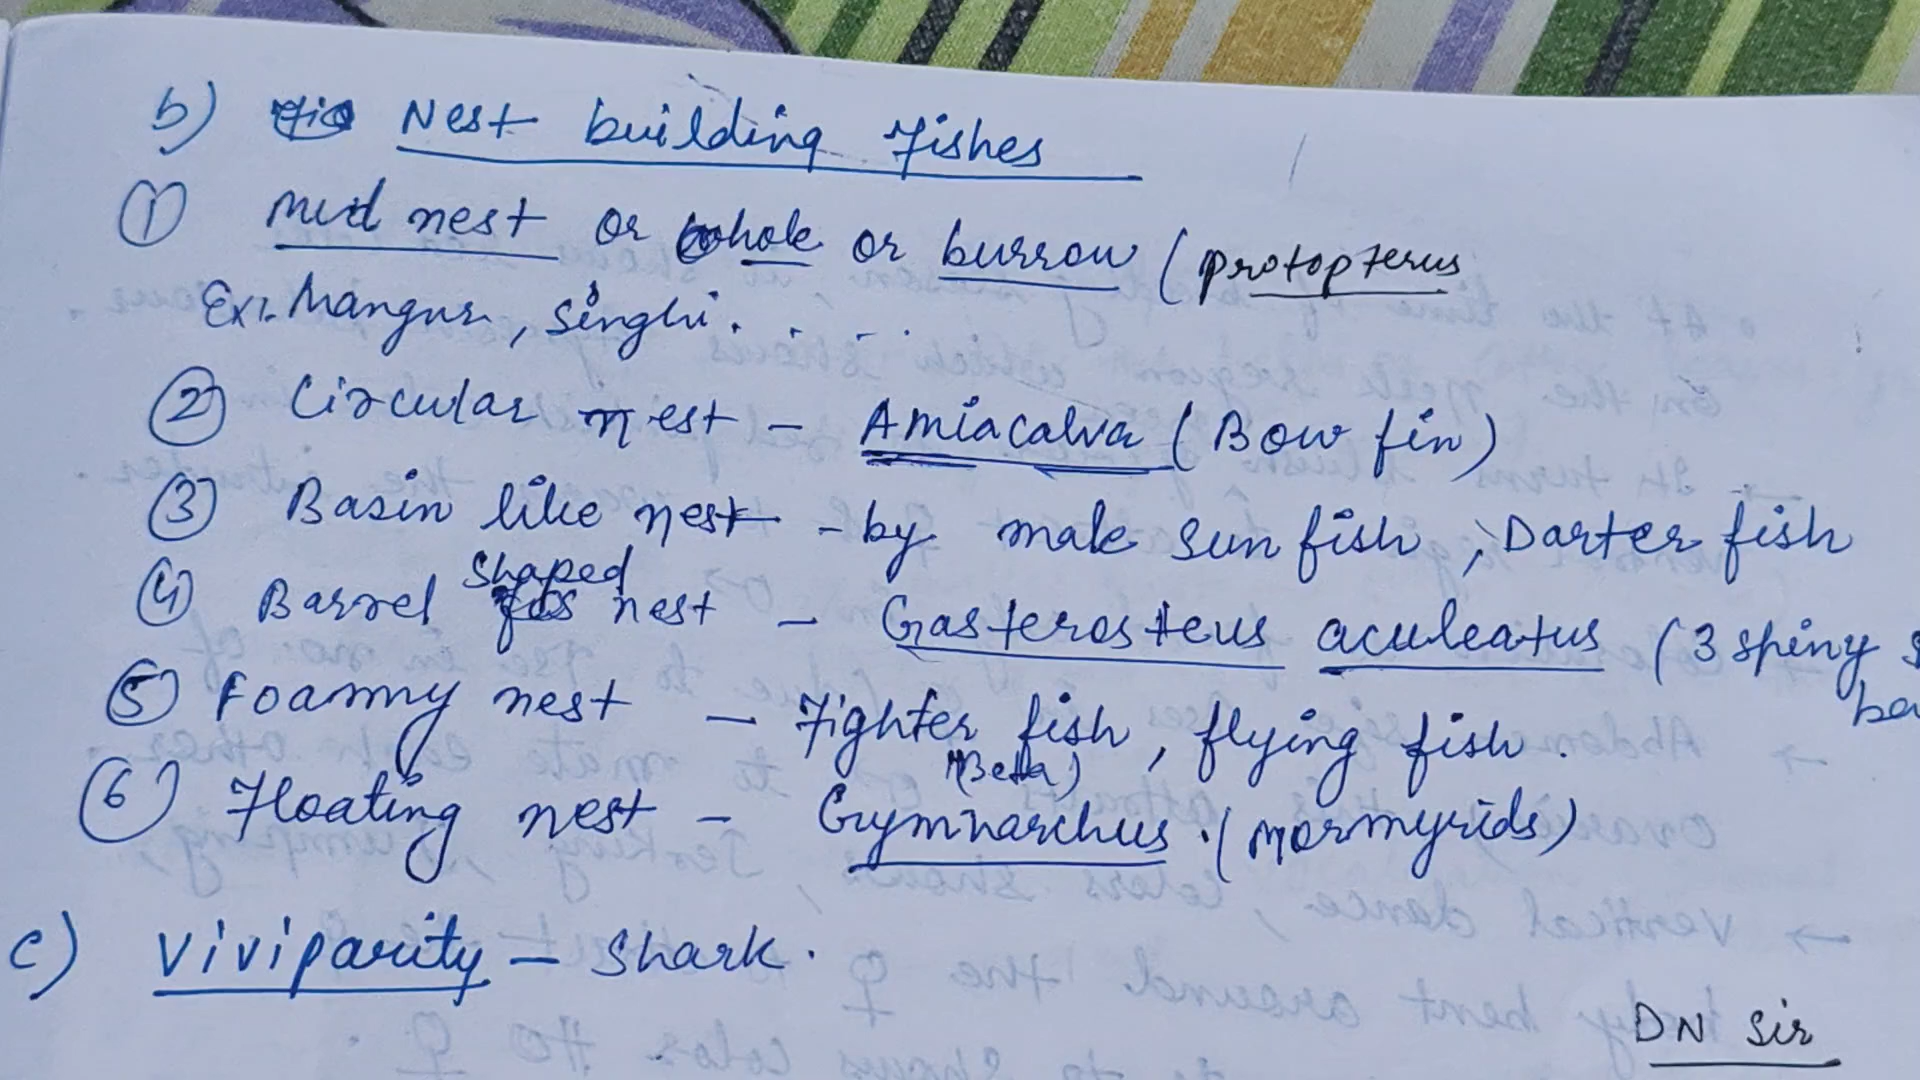 b) Nest building fishes
① Mud nest or hole or burrow (protopterus
Ex:- Mangur, Singhi. . . . .
② Circular nest - Amiacalva (Bow fin)
③ Basin like nest - by male sun fish, Darter fish
④ Barrel shaped nest - Gasterosteus aculeatus (3 spiny s
ba
⑤ Foammy nest - Fighter fish, flying fish.
(Betta)
⑥ Floating nest - Gymnarchus. (Mormyrids)
c) Viviparity - Shark.
DN Sir